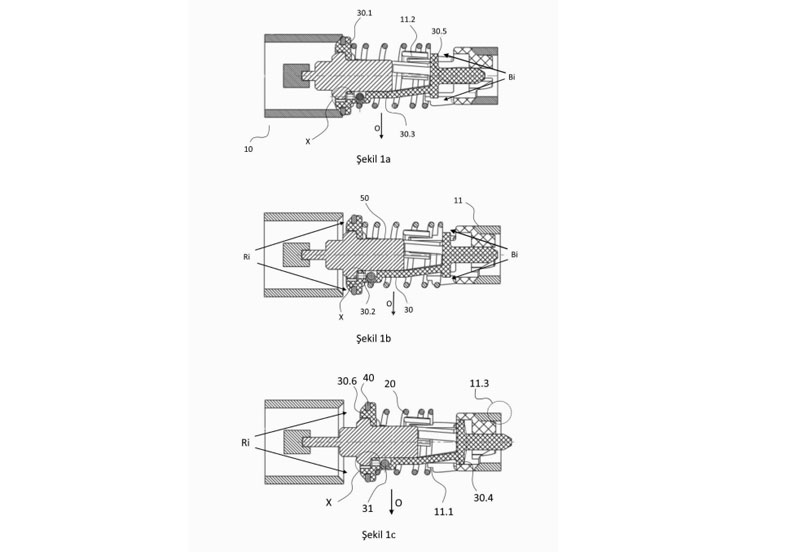 30.1
11.2
30.5
Bi
O
30.3
X
10
Şekil 1a
50
11
Ri
Bi
O
30.2
30
X
Şekil 1b
30.6
40
20
11.3
Ri
X
31
O
11.1
30.4
Şekil 1c